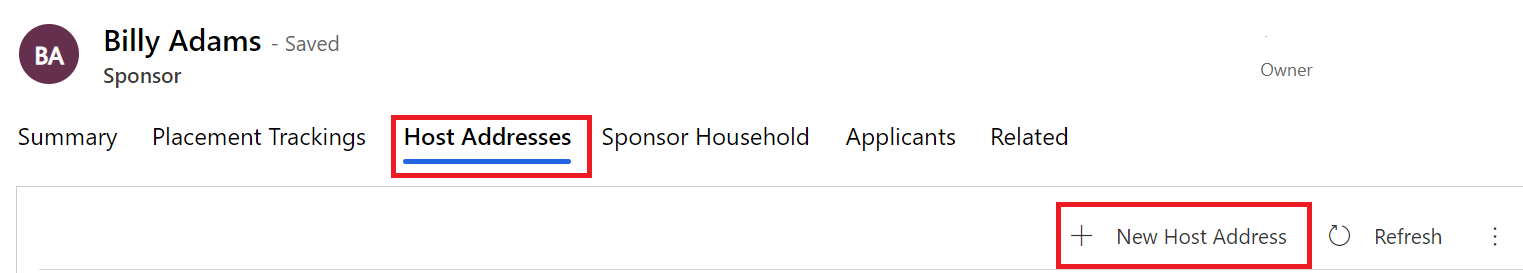 BA
Billy Adams - Saved
Sponsor
Owner
Summary Placement Trackings Host Addresses Sponsor Household Applicants Related
New Host Address Refresh